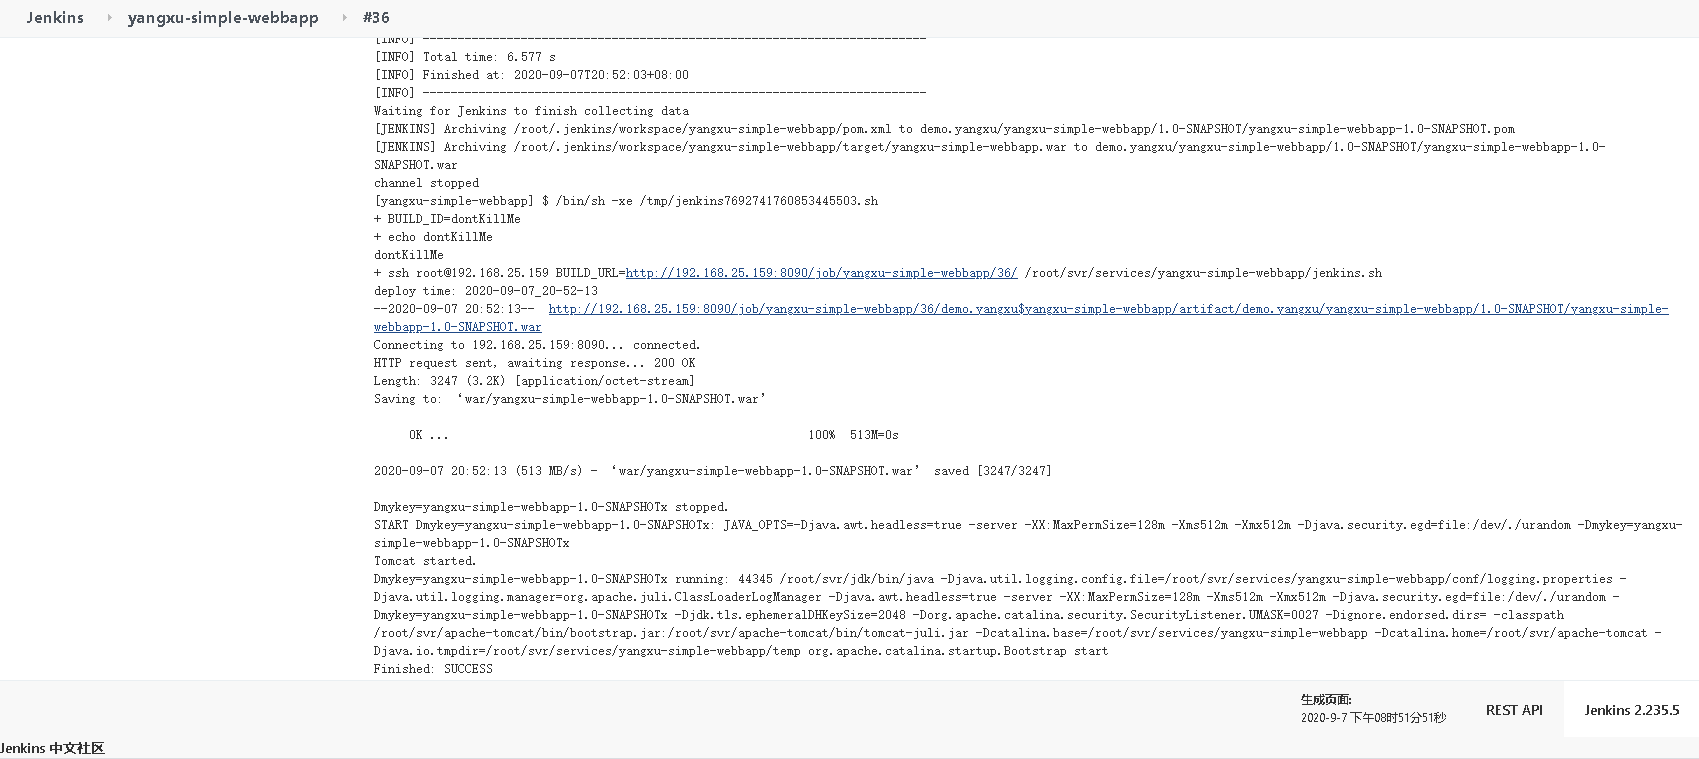 Jenkins yangxu-simple-webbapp #36
[INFO] ------------------------------------------------------------------------
[INFO] Total time: 6.577 s
[INFO] Finished at: 2020-09-07T20:52:03+08:00
[INFO] ------------------------------------------------------------------------
Waiting for Jenkins to finish collecting data
[JENKINS] Archiving /root/.jenkins/workspace/yangxu-simple-webbapp/pom.xml to demo.yangxu/yangxu-simple-webbapp/1.0-SNAPSHOT/yangxu-simple-webbapp-1.0-SNAPSHOT.pom
[JENKINS] Archiving /root/.jenkins/workspace/yangxu-simple-webbapp/target/yangxu-simple-webbapp.war to demo.yangxu/yangxu-simple-webbapp/1.0-SNAPSHOT/yangxu-simple-webbapp-1.0-
SNAPSHOT.war
channel stopped
[yangxu-simple-webbapp] $ /bin/sh -xe /tmp/jenkins7692741760853445503.sh
+ BUILD_ID=dontKillMe
+ echo dontKillMe
dontKillMe
+ ssh root@192.168.25.159 BUILD_URL=http://192.168.25.159:8090/job/yangxu-simple-webbapp/36/ /root/svr/services/yangxu-simple-webbapp/jenkins.sh
deploy time: 2020-09-07_20-52-13
--2020-09-07 20:52:13--  http://192.168.25.159:8090/job/yangxu-simple-webbapp/36/demo.yangxu$yangxu-simple-webbapp/artifact/demo.yangxu/yangxu-simple-webbapp/1.0-SNAPSHOT/yangxu-simple-
webbapp-1.0-SNAPSHOT.war
Connecting to 192.168.25.159:8090... connected.
HTTP request sent, awaiting response... 200 OK
Length: 3247 (3.2K) [application/octet-stream]
Saving to: ‘war/yangxu-simple-webbapp-1.0-SNAPSHOT.war’
0K ... 100% 513M=0s
2020-09-07 20:52:13 (513 MB/s) - ‘war/yangxu-simple-webbapp-1.0-SNAPSHOT.war’ saved [3247/3247]
Dmykey=yangxu-simple-webbapp-1.0-SNAPSHOTx stopped.
START Dmykey=yangxu-simple-webbapp-1.0-SNAPSHOTx: JAVA_OPTS=-Djava.awt.headless=true -server -XX:MaxPermSize=128m -Xms512m -Xmx512m -Djava.security.egd=file:/dev/./urandom -Dmykey=yangxu-
simple-webbapp-1.0-SNAPSHOTx
Tomcat started.
Dmykey=yangxu-simple-webbapp-1.0-SNAPSHOTx running: 44345 /root/svr/jdk/bin/java -Djava.util.logging.config.file=/root/svr/services/yangxu-simple-webbapp/conf/logging.properties -
Djava.util.logging.manager=org.apache.juli.ClassLoaderLogManager -Djava.awt.headless=true -server -XX:MaxPermSize=128m -Xms512m -Xmx512m -Djava.security.egd=file:/dev/./urandom -
Dmykey=yangxu-simple-webbapp-1.0-SNAPSHOTx -Djdk.tls.ephemeralDHKeySize=2048 -Dorg.apache.catalina.security.SecurityListener.UMASK=0027 -Dignore.endorsed.dirs= -classpath
/root/svr/apache-tomcat/bin/bootstrap.jar:/root/svr/apache-tomcat/bin/tomcat-juli.jar -Dcatalina.base=/root/svr/services/yangxu-simple-webbapp -Dcatalina.home=/root/svr/apache-tomcat -
Djava.io.tmpdir=/root/svr/services/yangxu-simple-webbapp/temp org.apache.catalina.startup.Bootstrap start
Finished: SUCCESS
生成页面:
2020-9-7 下午08时51分51秒
REST API
Jenkins 2.235.5
Jenkins 中文社区